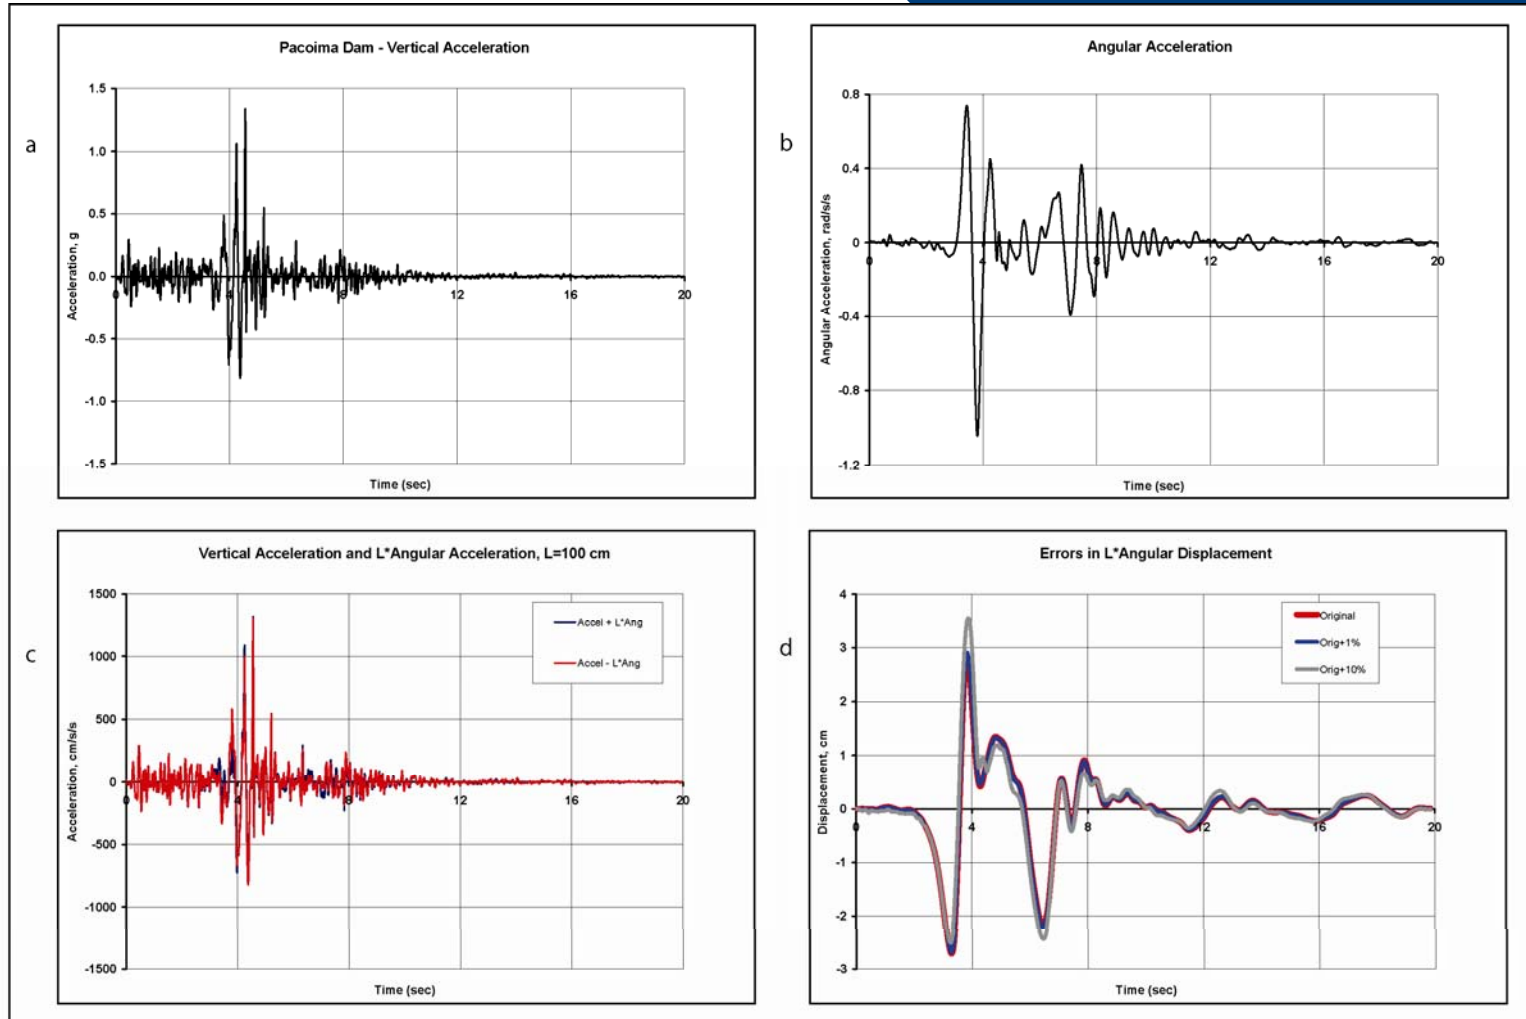 a
Pacoima Dam - Vertical Acceleration
Acceleration, g
1.5
1.0
0.5
0.0
-0.5
-1.0
-1.5
0
4
8
12
16
20
Time (sec)
b
Angular Acceleration
Angular Acceleration, rad/s/s
0.8
0.4
0
-0.4
-0.8
-1.2
0
4
8
12
16
20
Time (sec)
c
Vertical Acceleration and L*Angular Acceleration, L=100 cm
Acceleration, cm/s/s
1500
1000
500
0
-500
-1000
-1500
0
4
8
12
16
20
Accel + L*Ang
Accel - L*Ang
Time (sec)
d
Errors in L*Angular Displacement
Displacement, cm
4
3
2
1
0
-1
-2
-3
0
4
8
12
16
20
Original
Orig+1%
Orig+10%
Time (sec)